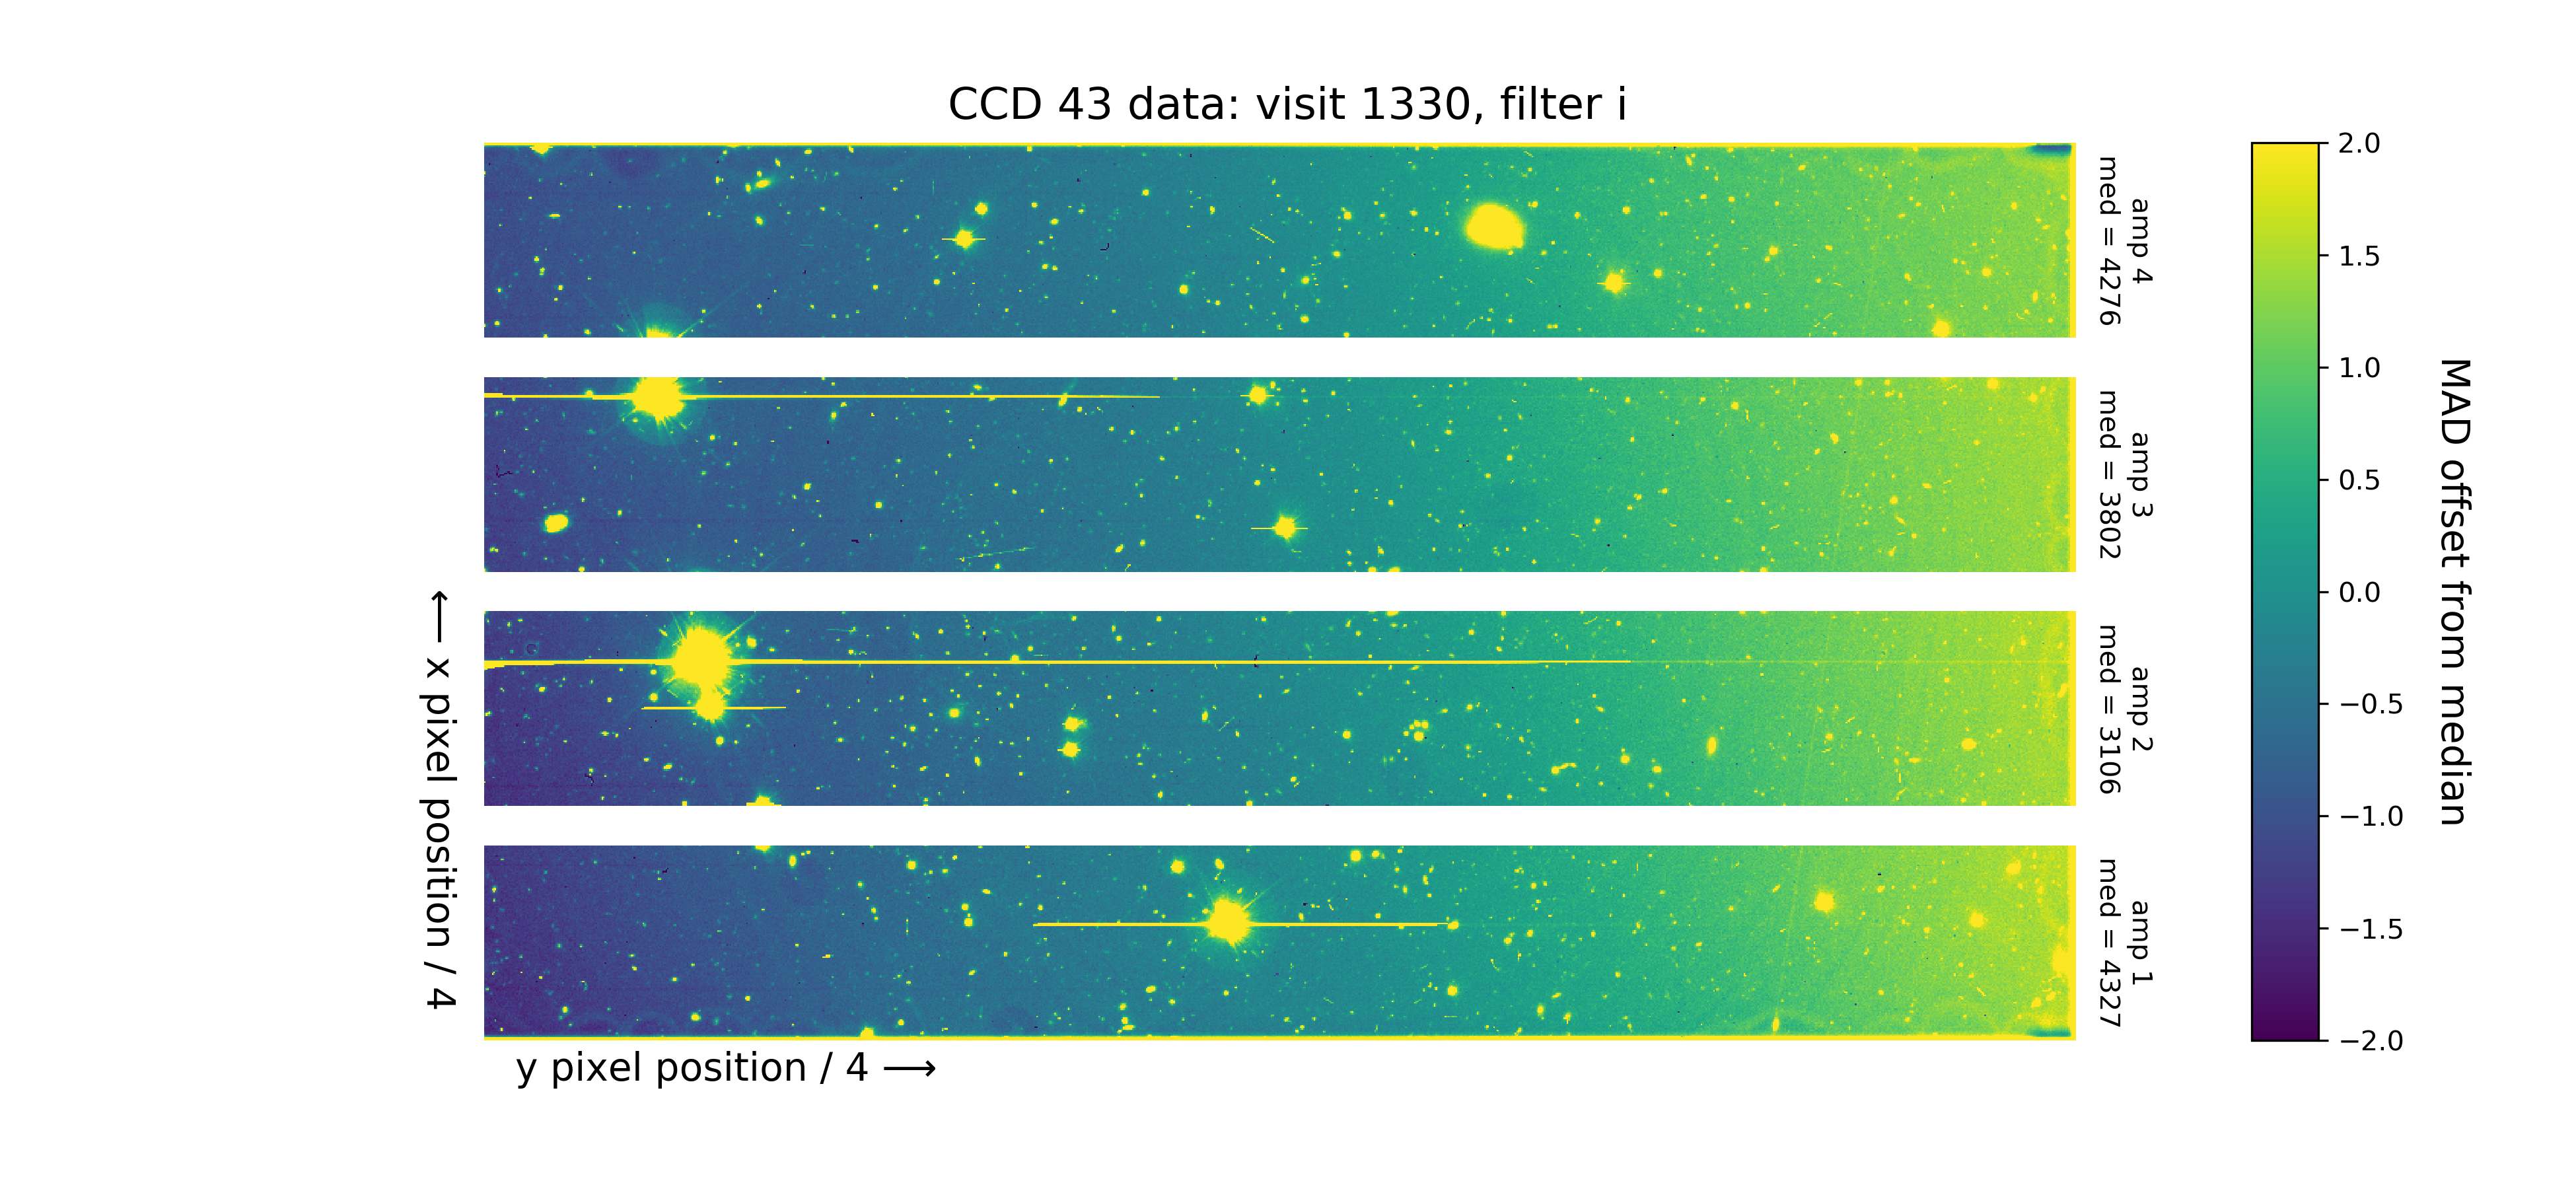 CCD 43 data: visit 1330, filter i
amp 4
med = 4276
amp 3
med = 3802
amp 2
med = 3106
amp 1
med = 4327
x pixel position / 4 ⟶
y pixel position / 4 ⟶
2.0
1.5
1.0
0.5
0.0
−0.5
−1.0
−1.5
−2.0
MAD offset from median